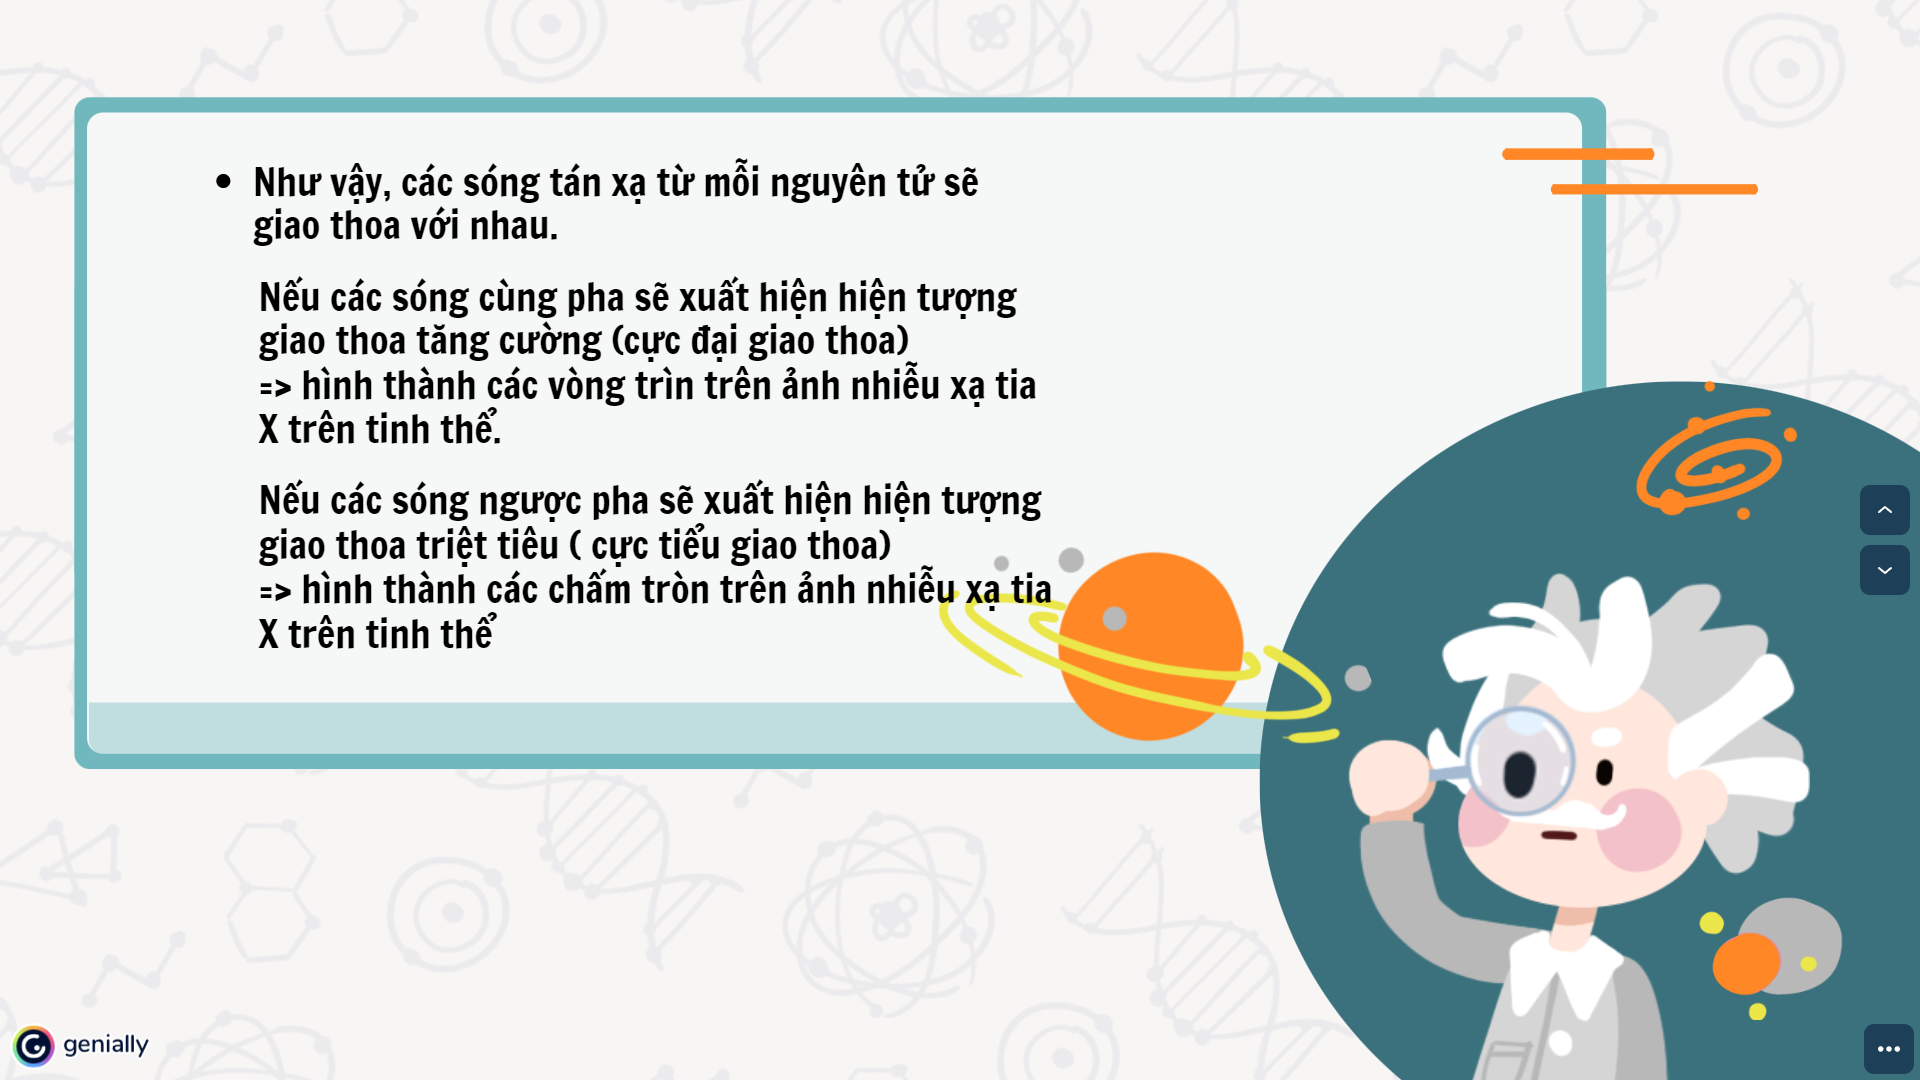 Như vậy, các sóng tán xạ từ mỗi nguyên tử sẽ
giao thoa với nhau.
Nếu các sóng cùng pha sẽ xuất hiện hiện tượng
giao thoa tăng cường (cực đại giao thoa)
=> hình thành các vòng trìn trên ảnh nhiễu xạ tia
X trên tinh thể.
Nếu các sóng ngược pha sẽ xuất hiện hiện tượng
giao thoa triệt tiêu ( cực tiểu giao thoa)
=> hình thành các chấm tròn trên ảnh nhiễu xạ tia
X trên tinh thể
genially